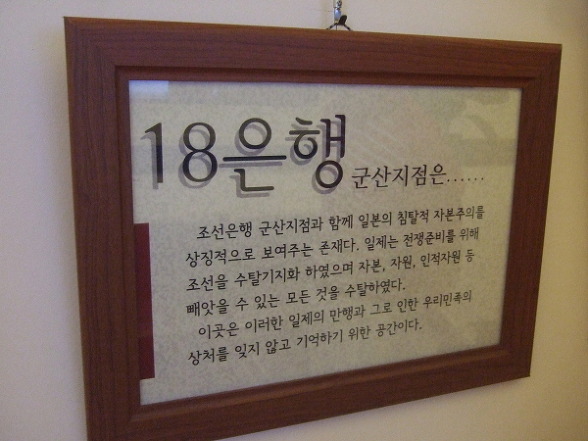 18은행 군산지점은......
조선은행 군산지점과 함께 일본의 침탈적 자본주의를
상징적으로 보여주는 존재다. 일제는 전쟁준비를 위해
조선을 수탈기지화 하였으며 자본, 자원, 인적자원 등
빼앗을 수 있는 모든 것을 수탈하였다.
이곳은 이러한 일제의 만행과 그로 인한 우리민족의
상처를 잊지 않고 기억하기 위한 공간이다.